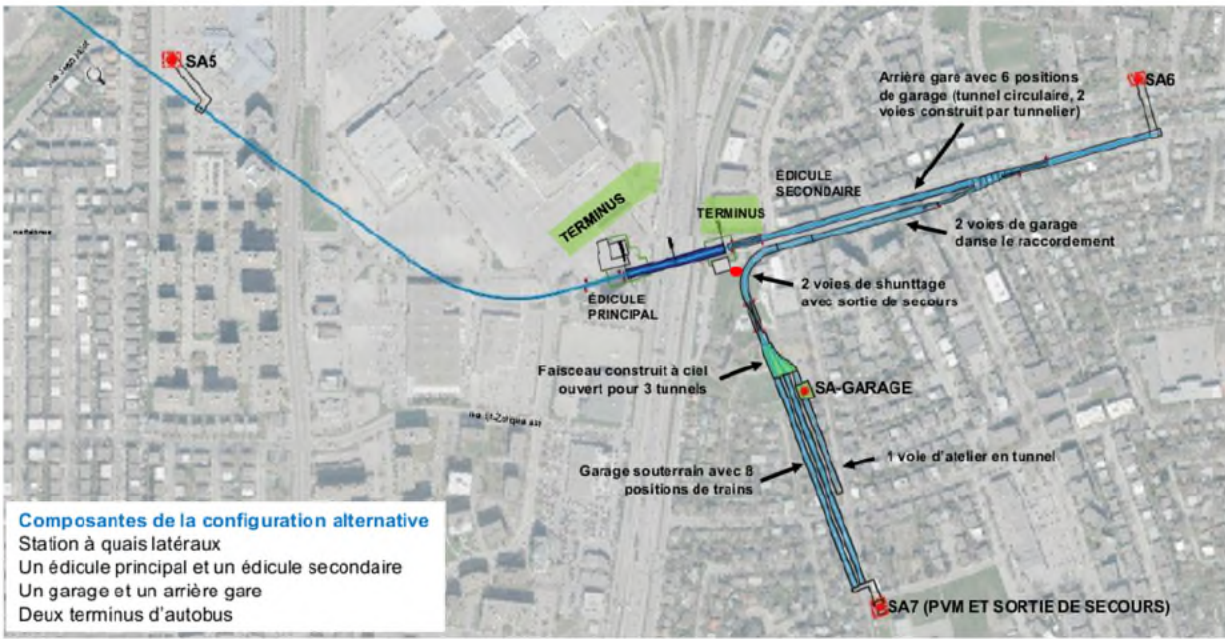 SA5
SA6
Arrière gare avec 6 positions
de garage (tunnel circulaire, 2
voies construit par tunnelier)
ÉDICULE
SECONDAIRE
TERMINUS
TERMINUS
2 voies de garage
danse le raccordement
2 voies de shunttage
avec sortie de secours
ÉDICULE
PRINCIPAL
Faisceau construit à ciel
ouvert pour 3 tunnels
SA-GARAGE
1 voie d'atelier en tunnel
Garage souterrain avec 8
positions de trains
SA7 (PVM ET SORTIE DE SECOURS)
Composantes de la configuration alternative
Station à quais latéraux
Un édicule principal et un édicule secondaire
Un garage et un arrière gare
Deux terminus d'autobus